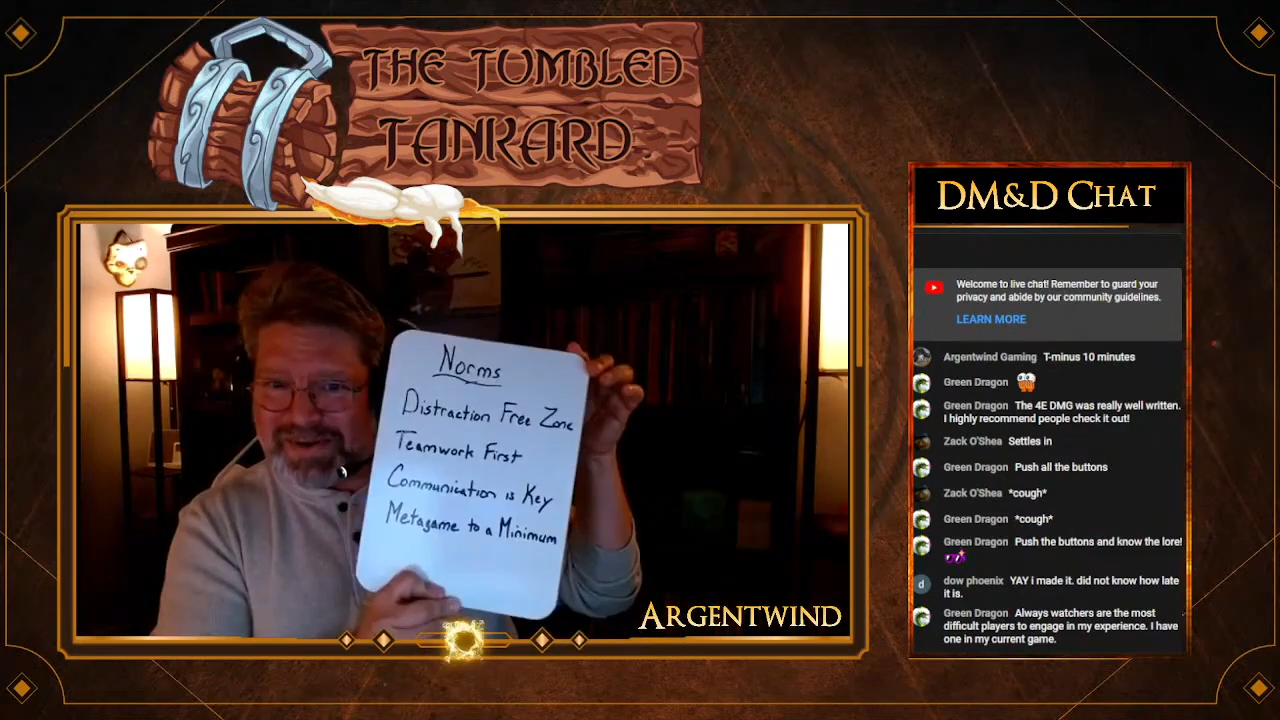 THE TUMBLED
TANKARD
Norms
Distraction Free Zone
Teamwork First
Communication is Key
Metagame to a Minimum
ARGENTWIND
DM&D CHAT
Welcome to live chat! Remember to guard your
privacy and abide by our community guidelines.
LEARN MORE
Argentwind Gaming T-minus 10 minutes
Green Dragon
Green Dragon The 4E DMG was really well written.
I highly recommend people check it out!
Zack O'Shea Settles in
Green Dragon Push all the buttons
Zack O'Shea *cough*
Green Dragon *cough*
Green Dragon Push the buttons and know the lore!
d
dow phoenix YAY i made it. did not know how late
it is.
Green Dragon Always watchers are the most
difficult players to engage in my experience. I have
one in my current game.